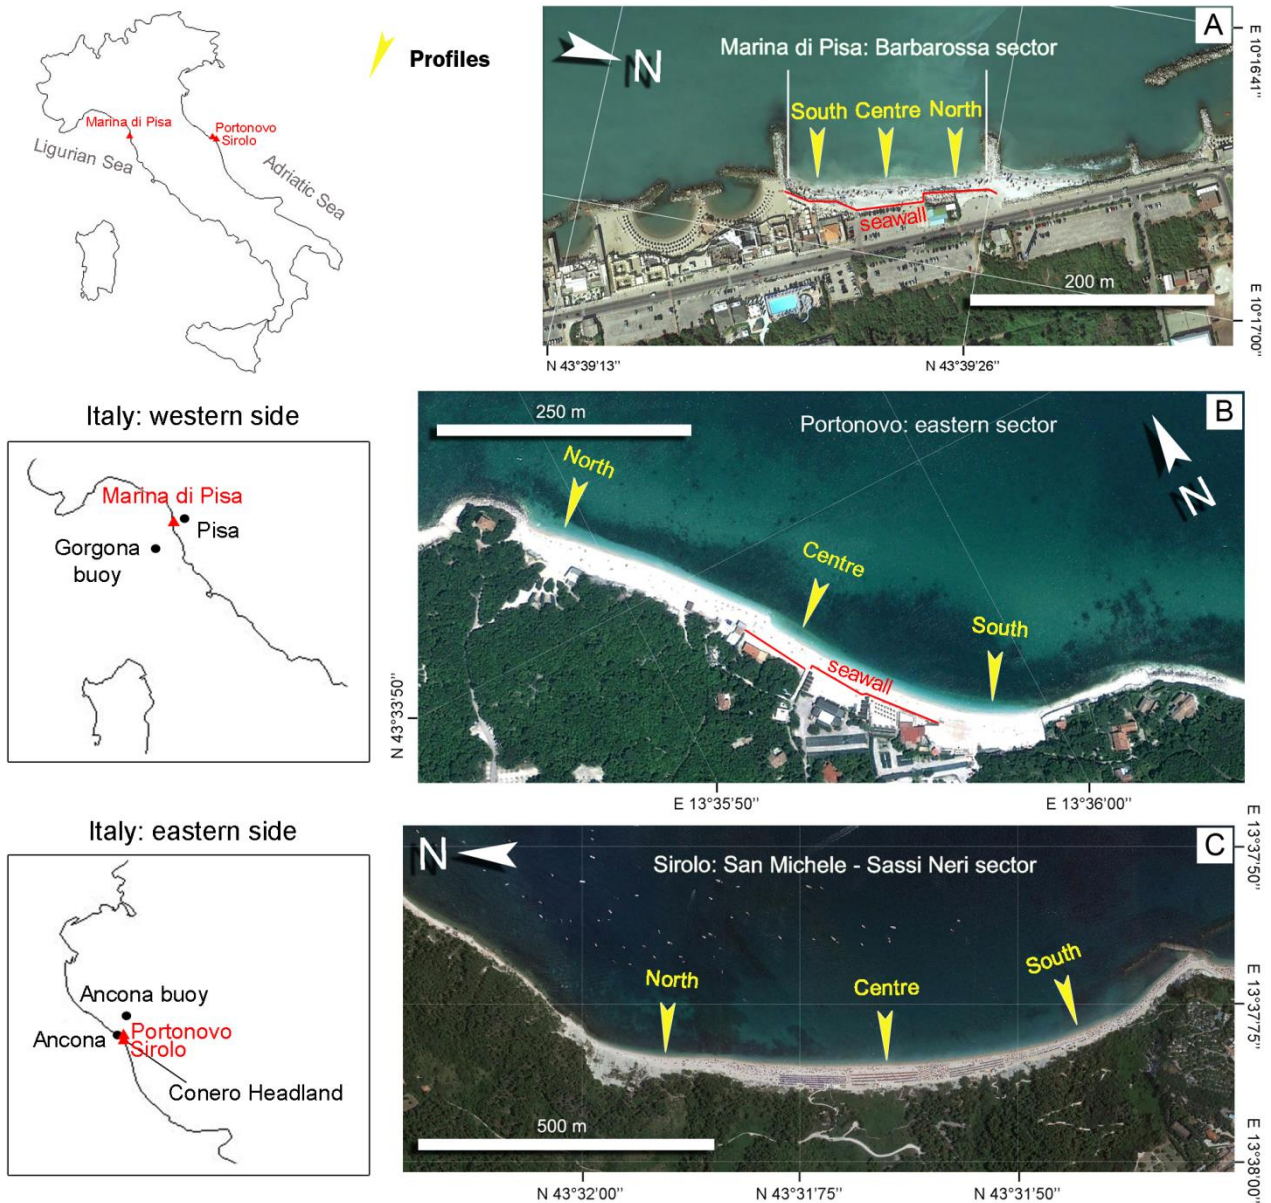 Profiles
Marina di Pisa
Portonovo
Sirolo
Ligurian Sea
Adriatic Sea
A
N
Marina di Pisa: Barbarossa sector
South Centre North
seawall
200 m
E 10°16'41"
E 10°17'00"
N 43°39'13"
N 43°39'26"
Italy: western side
Marina di Pisa
Pisa
Gorgona
buoy
B
250 m
Portonovo: eastern sector
N
North
Centre
South
seawall
N 43°33'50"
E 13°35'50"
E 13°36'00"
Italy: eastern side
Ancona buoy
Ancona
Portonovo
Sirolo
Conero Headland
C
N
Sirolo: San Michele - Sassi Neri sector
North
Centre
South
500 m
E 13°37'50"
E 13°37'75"
E 13°38'00"
N 43°32'00"
N 43°31'75"
N 43°31'50"